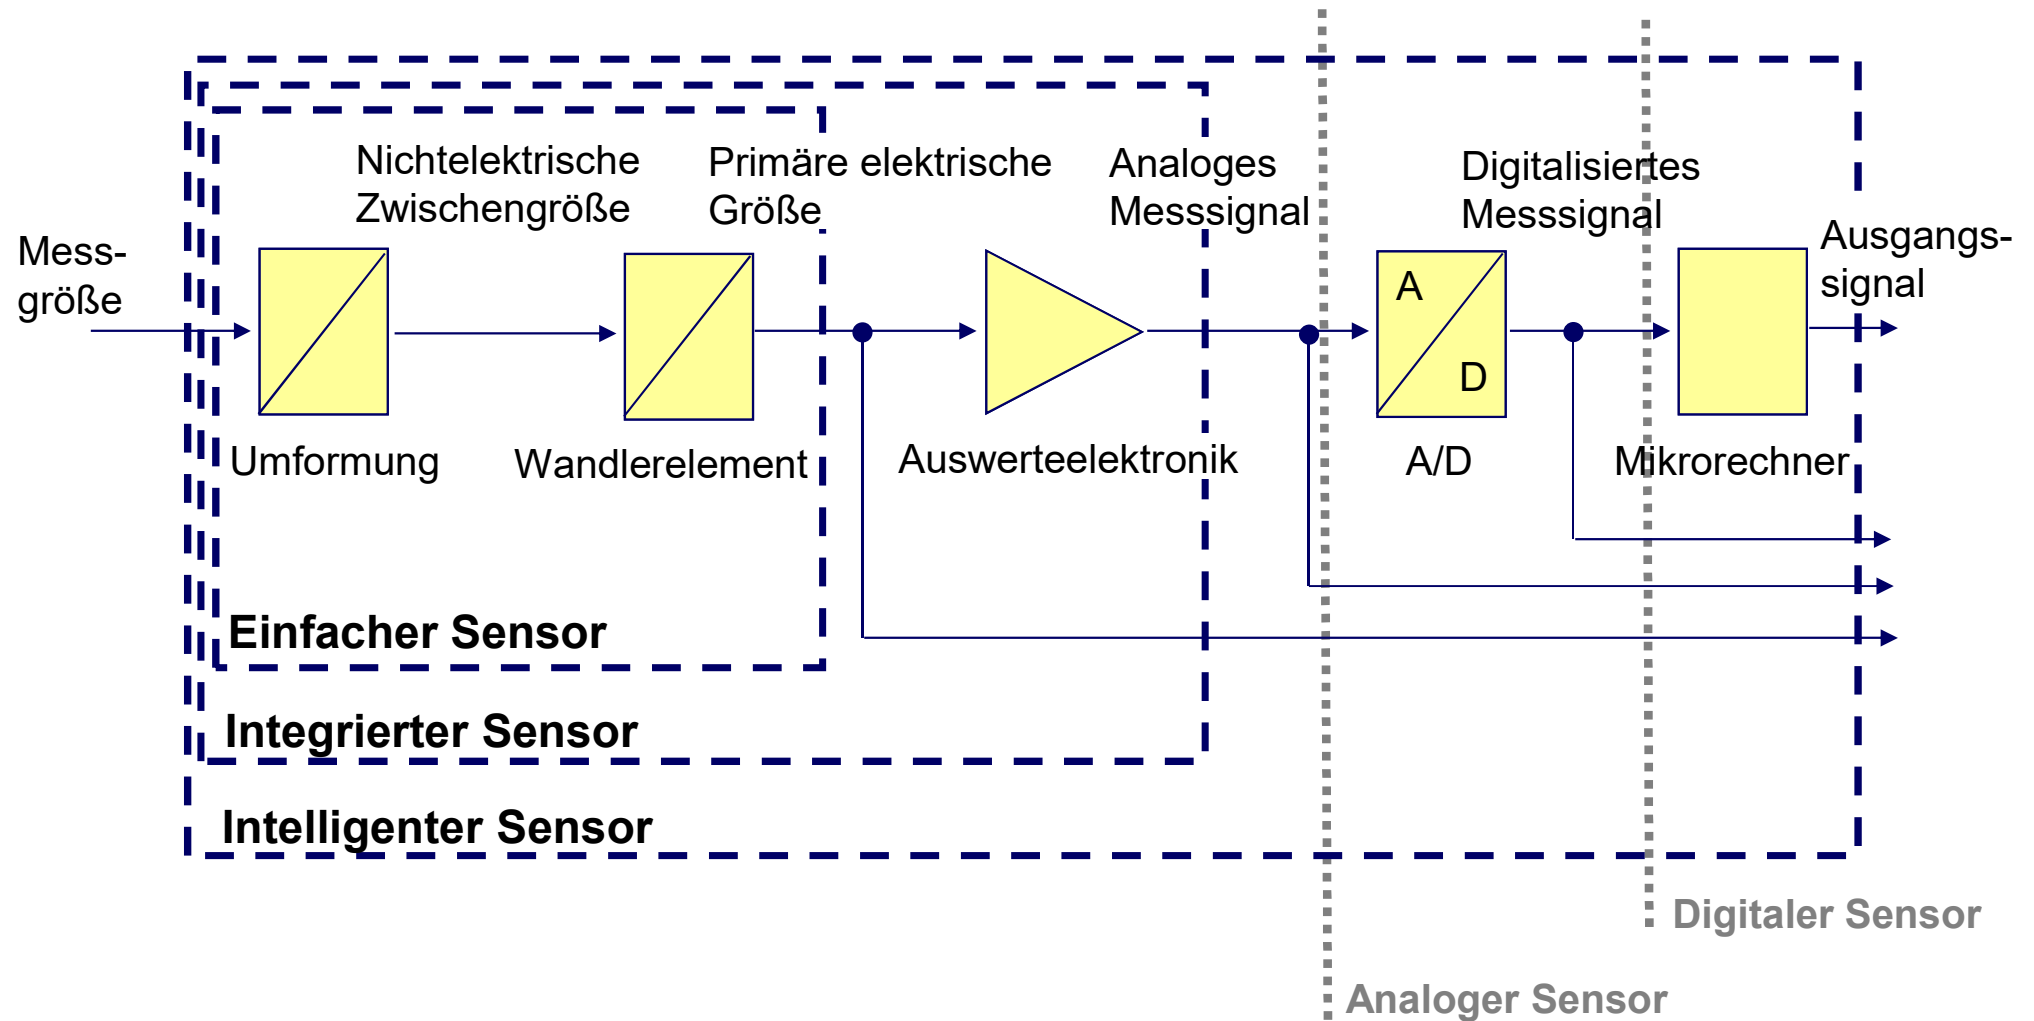 Nichtelektrische
Zwischengröße
Primäre elektrische
Größe
Analoges
Messsignal
Digitalisiertes
Messsignal
Mess-
größe
Ausgangs-
signal
A
D
Umformung
Wandlerelement
Auswerteelektronik
A/D
Mikrorechner
Einfacher Sensor
Integrierter Sensor
Intelligenter Sensor
Digitaler Sensor
Analoger Sensor